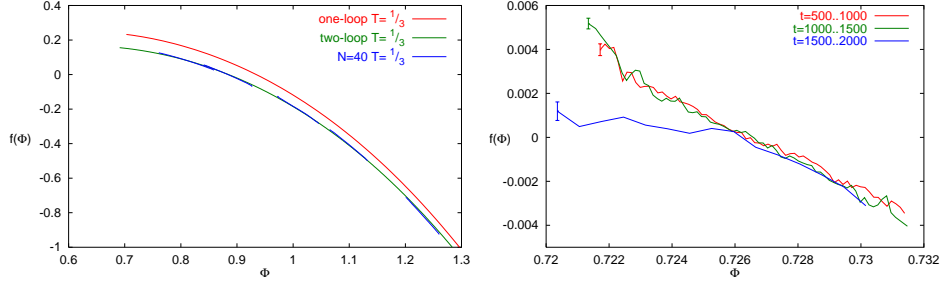 0.4
0.2
0
-0.2
-0.4
-0.6
-0.8
-1
f(Φ)
0.6 0.7 0.8 0.9 1 1.1 1.2 1.3
Φ
one-loop T= 1/3
two-loop T= 1/3
N=40 T= 1/3
0.006
0.004
0.002
0
-0.002
-0.004
f(Φ)
0.72 0.722 0.724 0.726 0.728 0.73 0.732
Φ
t=500..1000
t=1000..1500
t=1500..2000